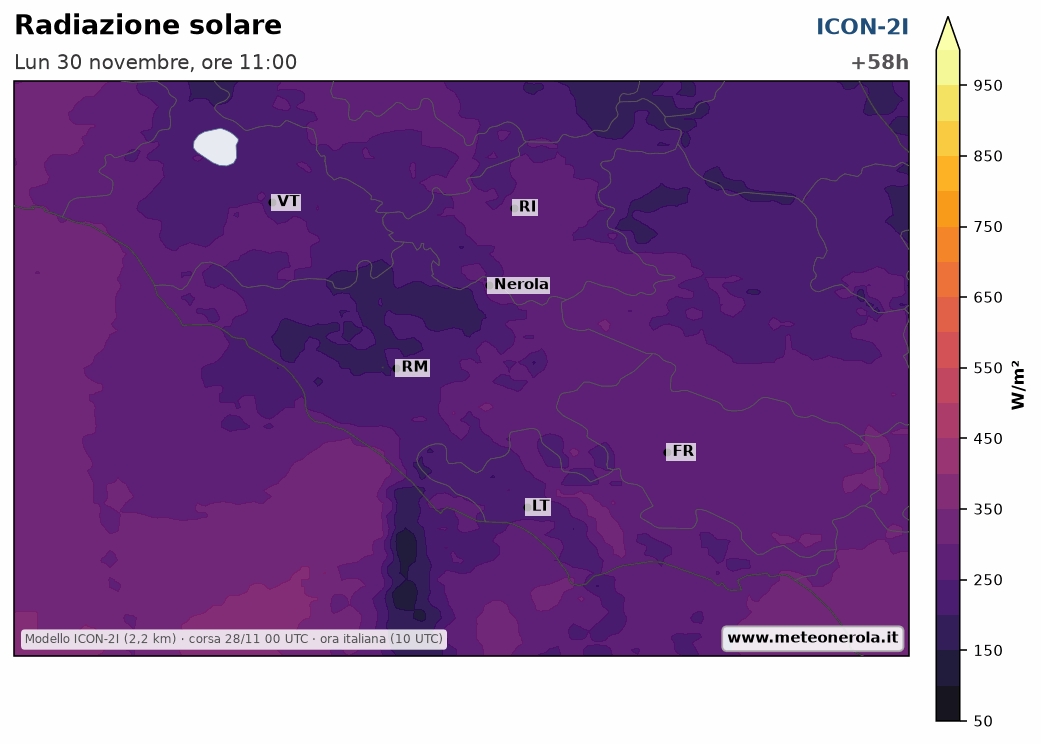 Radiazione solare
ICON-2I
Lun 30 novembre, ore 11:00
+58h
950
850
750
650
550
450
350
250
150
50
W/m²
VT
RI
Nerola
RM
FR
LT
Modello ICON-2I (2,2 km) · corsa 28/11 00 UTC · ora italiana (10 UTC)
www.meteonerola.it